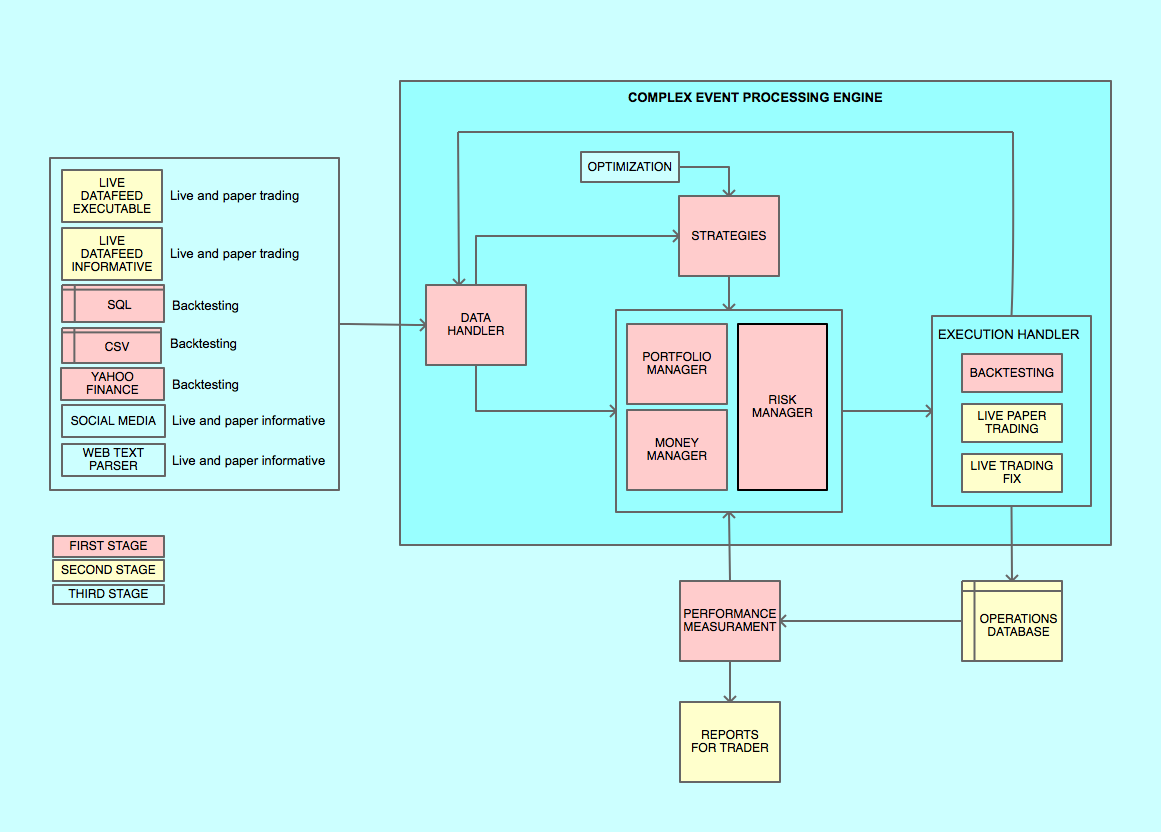 COMPLEX EVENT PROCESSING ENGINE
LIVE
DATAFEED
EXECUTABLE
Live and paper trading
LIVE
DATAFEED
INFORMATIVE
Live and paper trading
SQL
Backtesting
CSV
Backtesting
YAHOO
FINANCE
Backtesting
SOCIAL MEDIA
Live and paper informative
WEB TEXT
PARSER
Live and paper informative
FIRST STAGE
SECOND STAGE
THIRD STAGE
OPTIMIZATION
STRATEGIES
DATA
HANDLER
PORTFOLIO
MANAGER
MONEY
MANAGER
RISK
MANAGER
EXECUTION HANDLER
BACKTESTING
LIVE PAPER
TRADING
LIVE TRADING
FIX
PERFORMANCE
MEASURAMENT
OPERATIONS
DATABASE
REPORTS
FOR TRADER